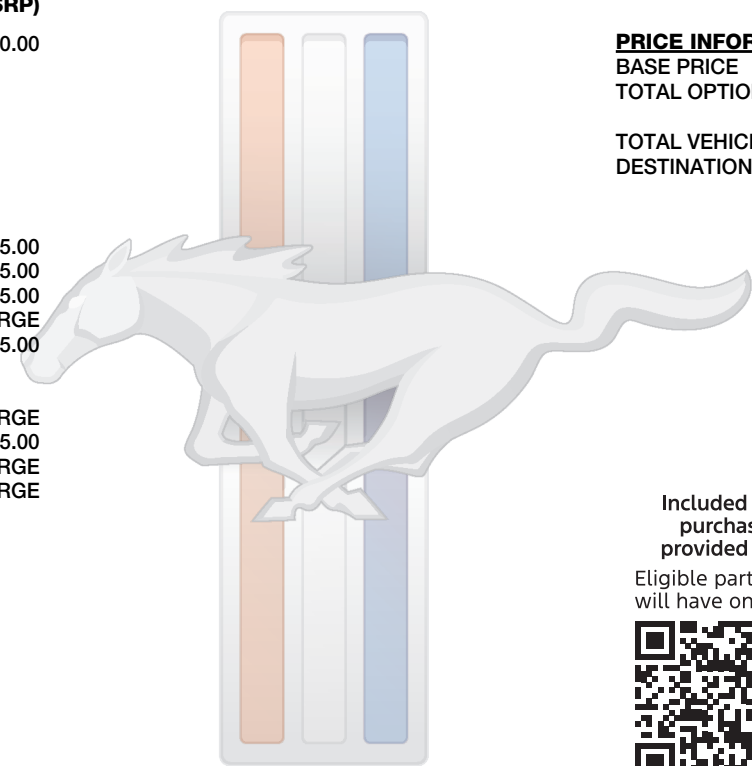 SRP)
0.00
5.00
5.00
5.00
RGE
5.00
RGE
5.00
RGE
RGE
PRICE INFOR
BASE PRICE
TOTAL OPTIO
TOTAL VEHICL
DESTINATION
Included
purchas
provided
Eligible part
will have on